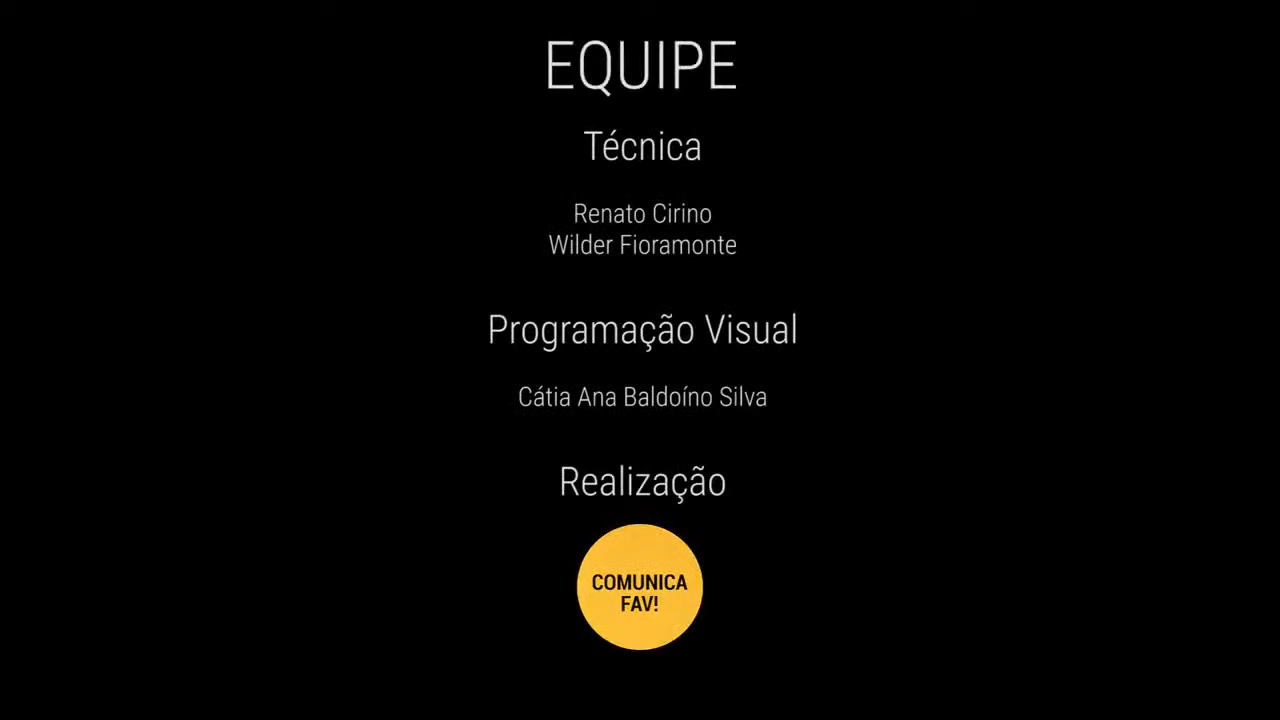 EQUIPE
Técnica
Renato Cirino
Wilder Fioramonte
Programação Visual
Cátia Ana Baldoíno Silva
Realização
COMUNICA
FAV!